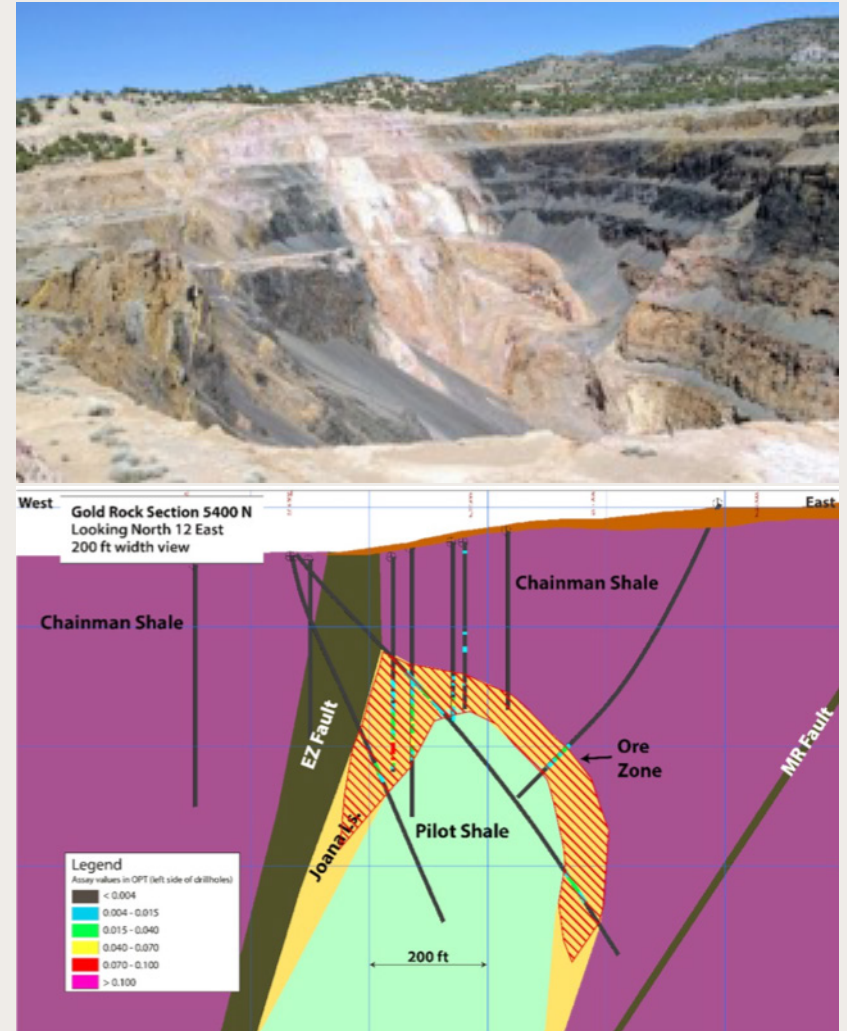 West
Gold Rock Section 5400 N
Looking North 12 East
200 ft width view
East
Chainman Shale
Chainman Shale
EZ Fault
Ore
Zone
MR Fault
Joana Ls.
Pilot Shale
200 ft
Legend
Assay values in OPT (left side of drillholes)
< 0.004
0.004 - 0.015
0.015 - 0.040
0.040 - 0.070
0.070 - 0.100
> 0.100